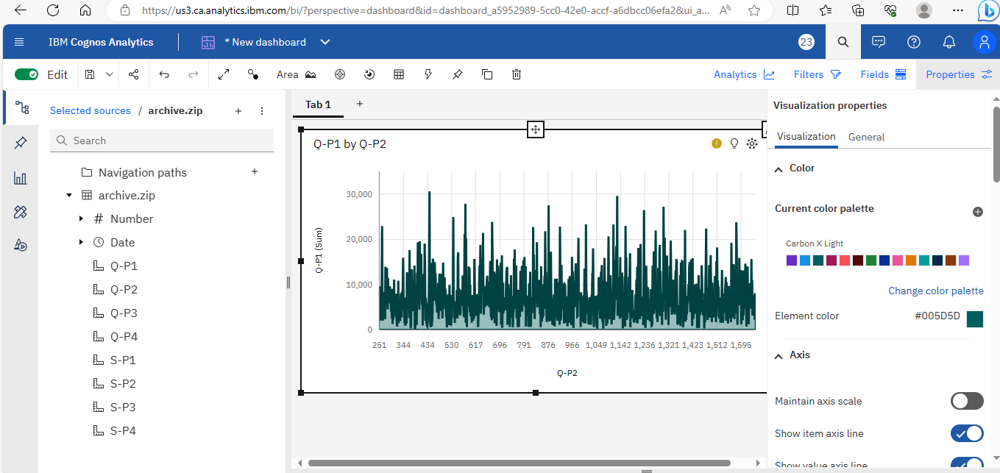 https://us3.ca.analytics.ibm.com/bi/?perspective=dashboard&id=dashboard_a5952989-5cc0-42e0-accf-a6dbcc06efa2&ui_a...
IBM Cognos Analytics
* New dashboard
23
Edit
Area
Analytics
Filters
Fields
Properties
Selected sources / archive.zip
Search
Navigation paths
archive.zip
# Number
Date
Q-P1
Q-P2
Q-P3
Q-P4
S-P1
S-P2
S-P3
S-P4
Tab 1
Q-P1 by Q-P2
Q-P1 (Sum)
30,000
20,000
10,000
0
251 344 434 530 617 696 791 876 966 1,049 1,142 1,236 1,321 1,423 1,512 1,595
Q-P2
Visualization properties
Visualization General
Color
Current color palette
Carbon X Light
Change color palette
Element color #005D5D
Axis
Maintain axis scale
Show item axis line
Show value axis line